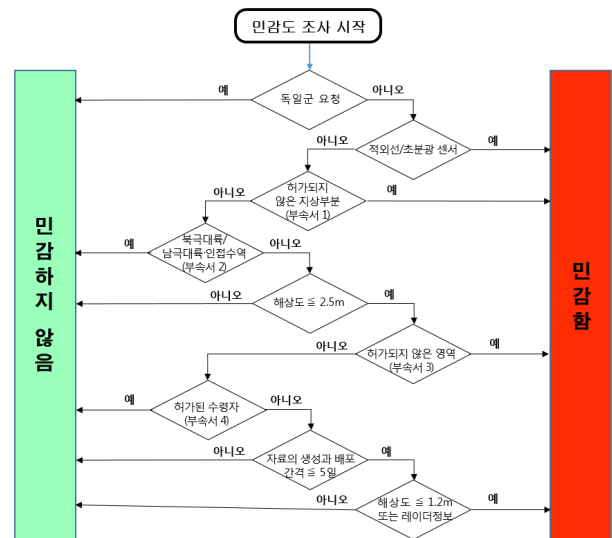 민감도 조사 시작
예
독일군 요청
아니오
아니오
적외선/초분광 센서
예
아니오
허가되지
않은 지상부분
(부속서 1)
예
예
북극대륙/
남극대륙·인접수역
(부속서 2)
아니오
아니오
해상도 ≦ 2.5m
예
아니오
허가되지 않은 영역
(부속서 3)
예
예
허가된 수령자
(부속서 4)
아니오
아니오
자료의 생성과 배포
간격 ≦ 5일
예
아니오
해상도 ≦ 1.2m
또는 레이더정보
예
민감하지 않음
민감함